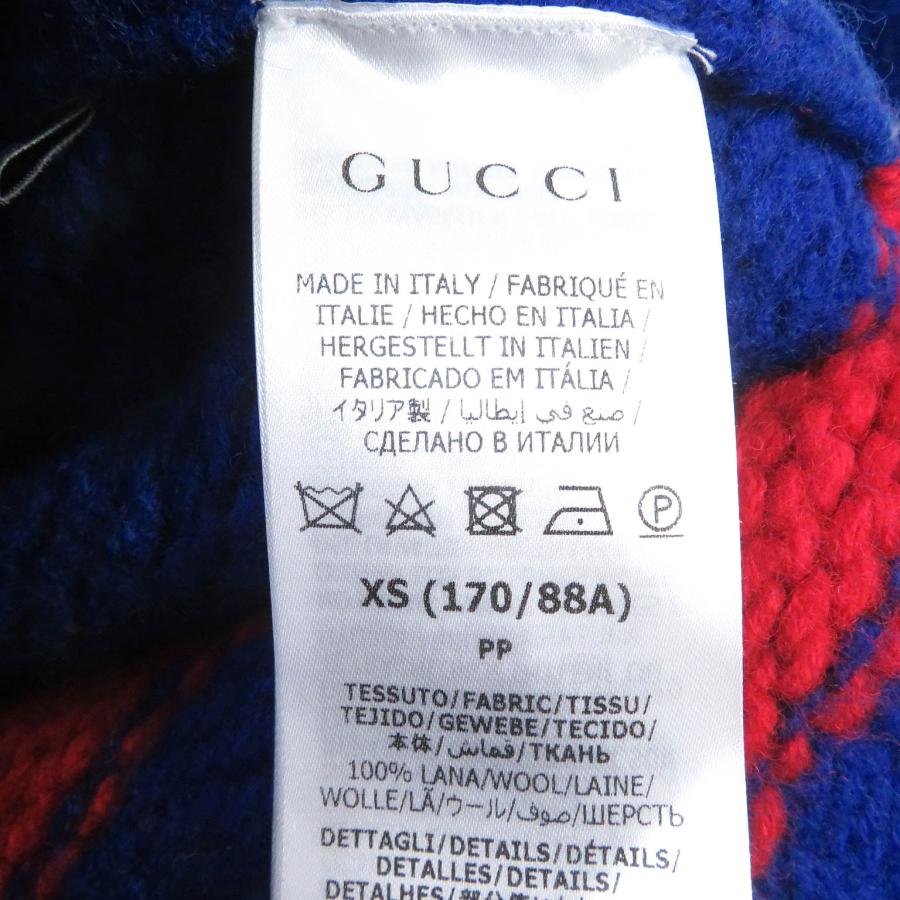 GUCCI
MADE IN ITALY / FABRIQUÉ EN
ITALIE / HECHO EN ITALIA /
HERGESTELLT IN ITALIEN /
FABRICADO EM ITÁLIA /
イタリア製 / صنع في إيطاليا /
СДЕЛАНО В ИТАЛИИ
P
XS (170/88A)
PP
TESSUTO/FABRIC/TISSU/
TEJIDO/GEWEBE/TECIDO/
本体/قماش/ТКАНЬ
100% LANA/WOOL/LAINE/
WOLLE/LÃ/ウール/صوف/ШЕРСТЬ
DETTAGLI/DETAILS/DÉTAILS/
DETALLES/DETAILS/
DETALHES/